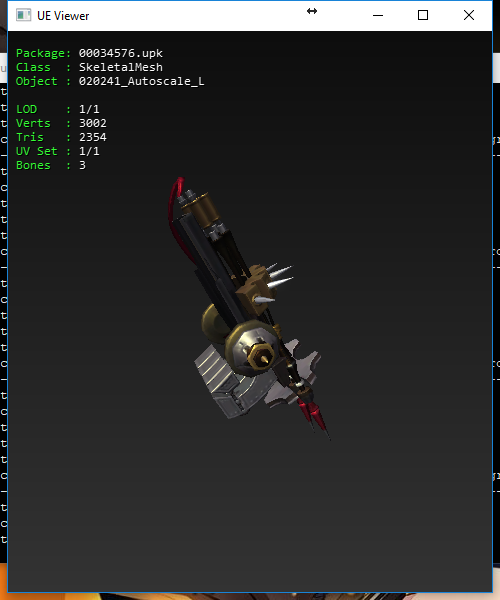 UE Viewer
Package: 00034576.upk
Class : SkeletalMesh
Object : 020241_Autoscale_L
LOD : 1/1
Verts : 3002
Tris : 2354
UV Set : 1/1
Bones : 3